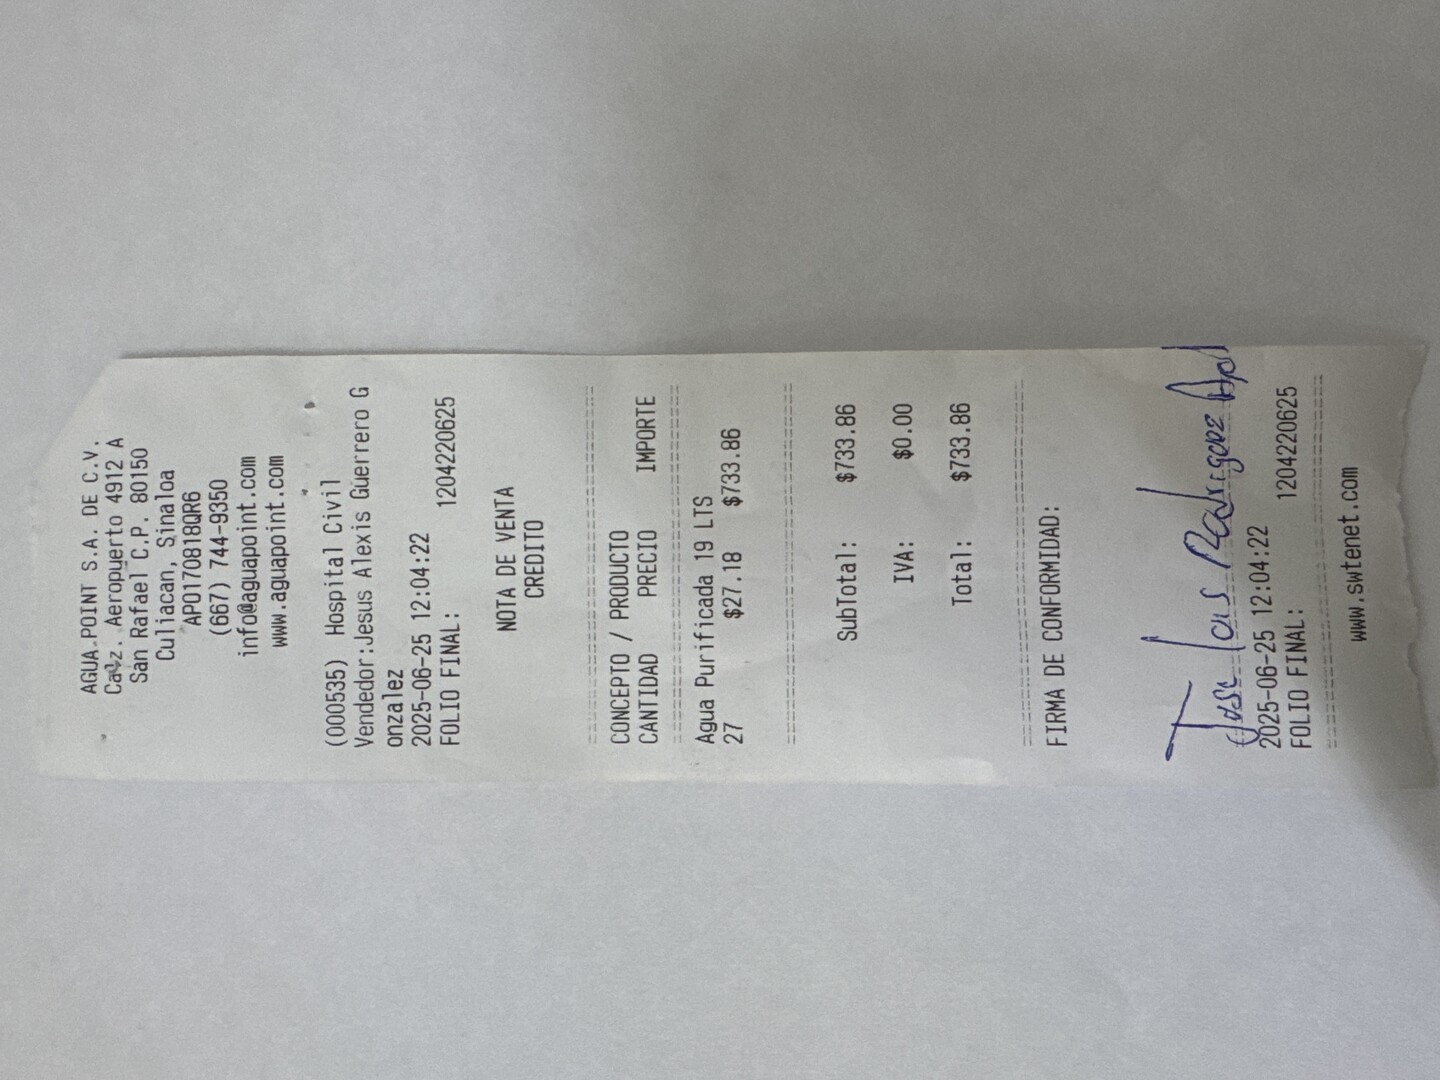 AGUA POINT S.A. DE C.V.
Calz. Aeropuerto 4912 A
San Rafael C.P. 80150
Culiacan, Sinaloa
APO170818QR6
(667) 744-9350
info@aguapoint.com
www.aguapoint.com
(000535) Hospital Civil
Vendedor:Jesus Alexis Guerrero G
onzalez
2025-06-25 12:04:22
FOLIO FINAL: 1204220625
NOTA DE VENTA
CREDITO
CONCEPTO / PRODUCTO
CANTIDAD PRECIO IMPORTE
Agua Purificada 19 LTS
27 $27.18 $733.86
SubTotal: $733.86
IVA: $0.00
Total: $733.86
FIRMA DE CONFORMIDAD:
Jose Luis Rodriguez
2025-06-25 12:04:22
FOLIO FINAL: 1204220625
www.swtenet.com